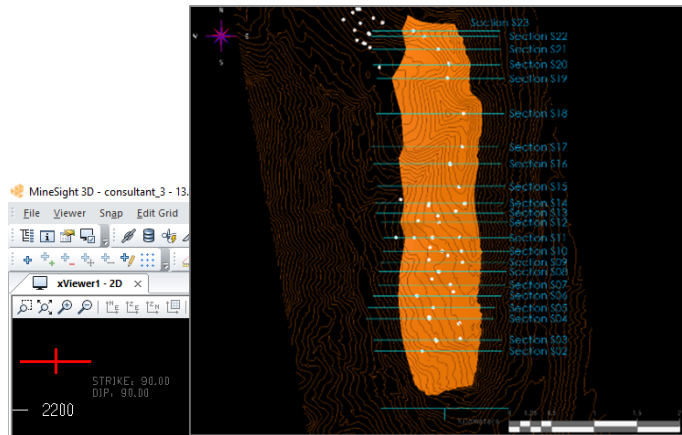 Section S23
Section S22
Section S21
N
W
E
S
Section S20
Section S19
Section S18
Section S17
Section S16
Section S15
Section S14
Section S13
Section S12
Section S11
Section S10
Section S09
Section S08
Section S07
Section S06
Section S05
Section S04
Section S03
Section S02
Kilometers
MineSight 3D - consultant_3 - 13.
File Viewer Snap Edit Grid
xViewer1 - 2D
STRIKE: 90.00
DIP: 90.00
2200